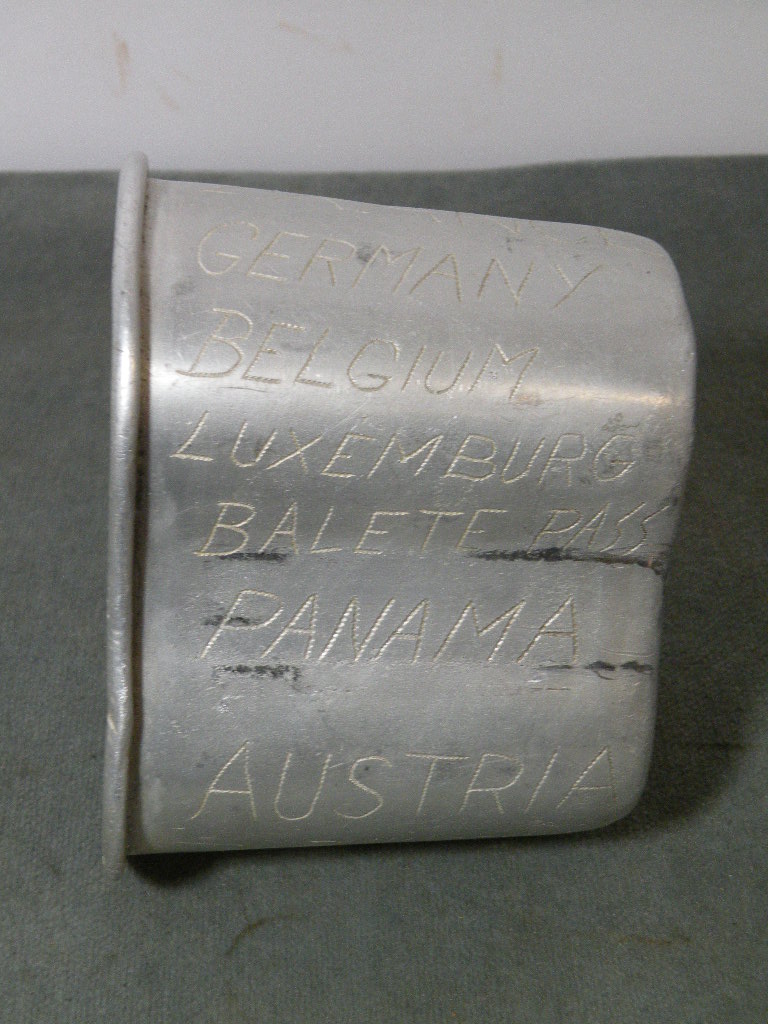 GERMANY
BELGIUM
LUXEMBURG
BALETE PASS
PANAMA
AUSTRIA